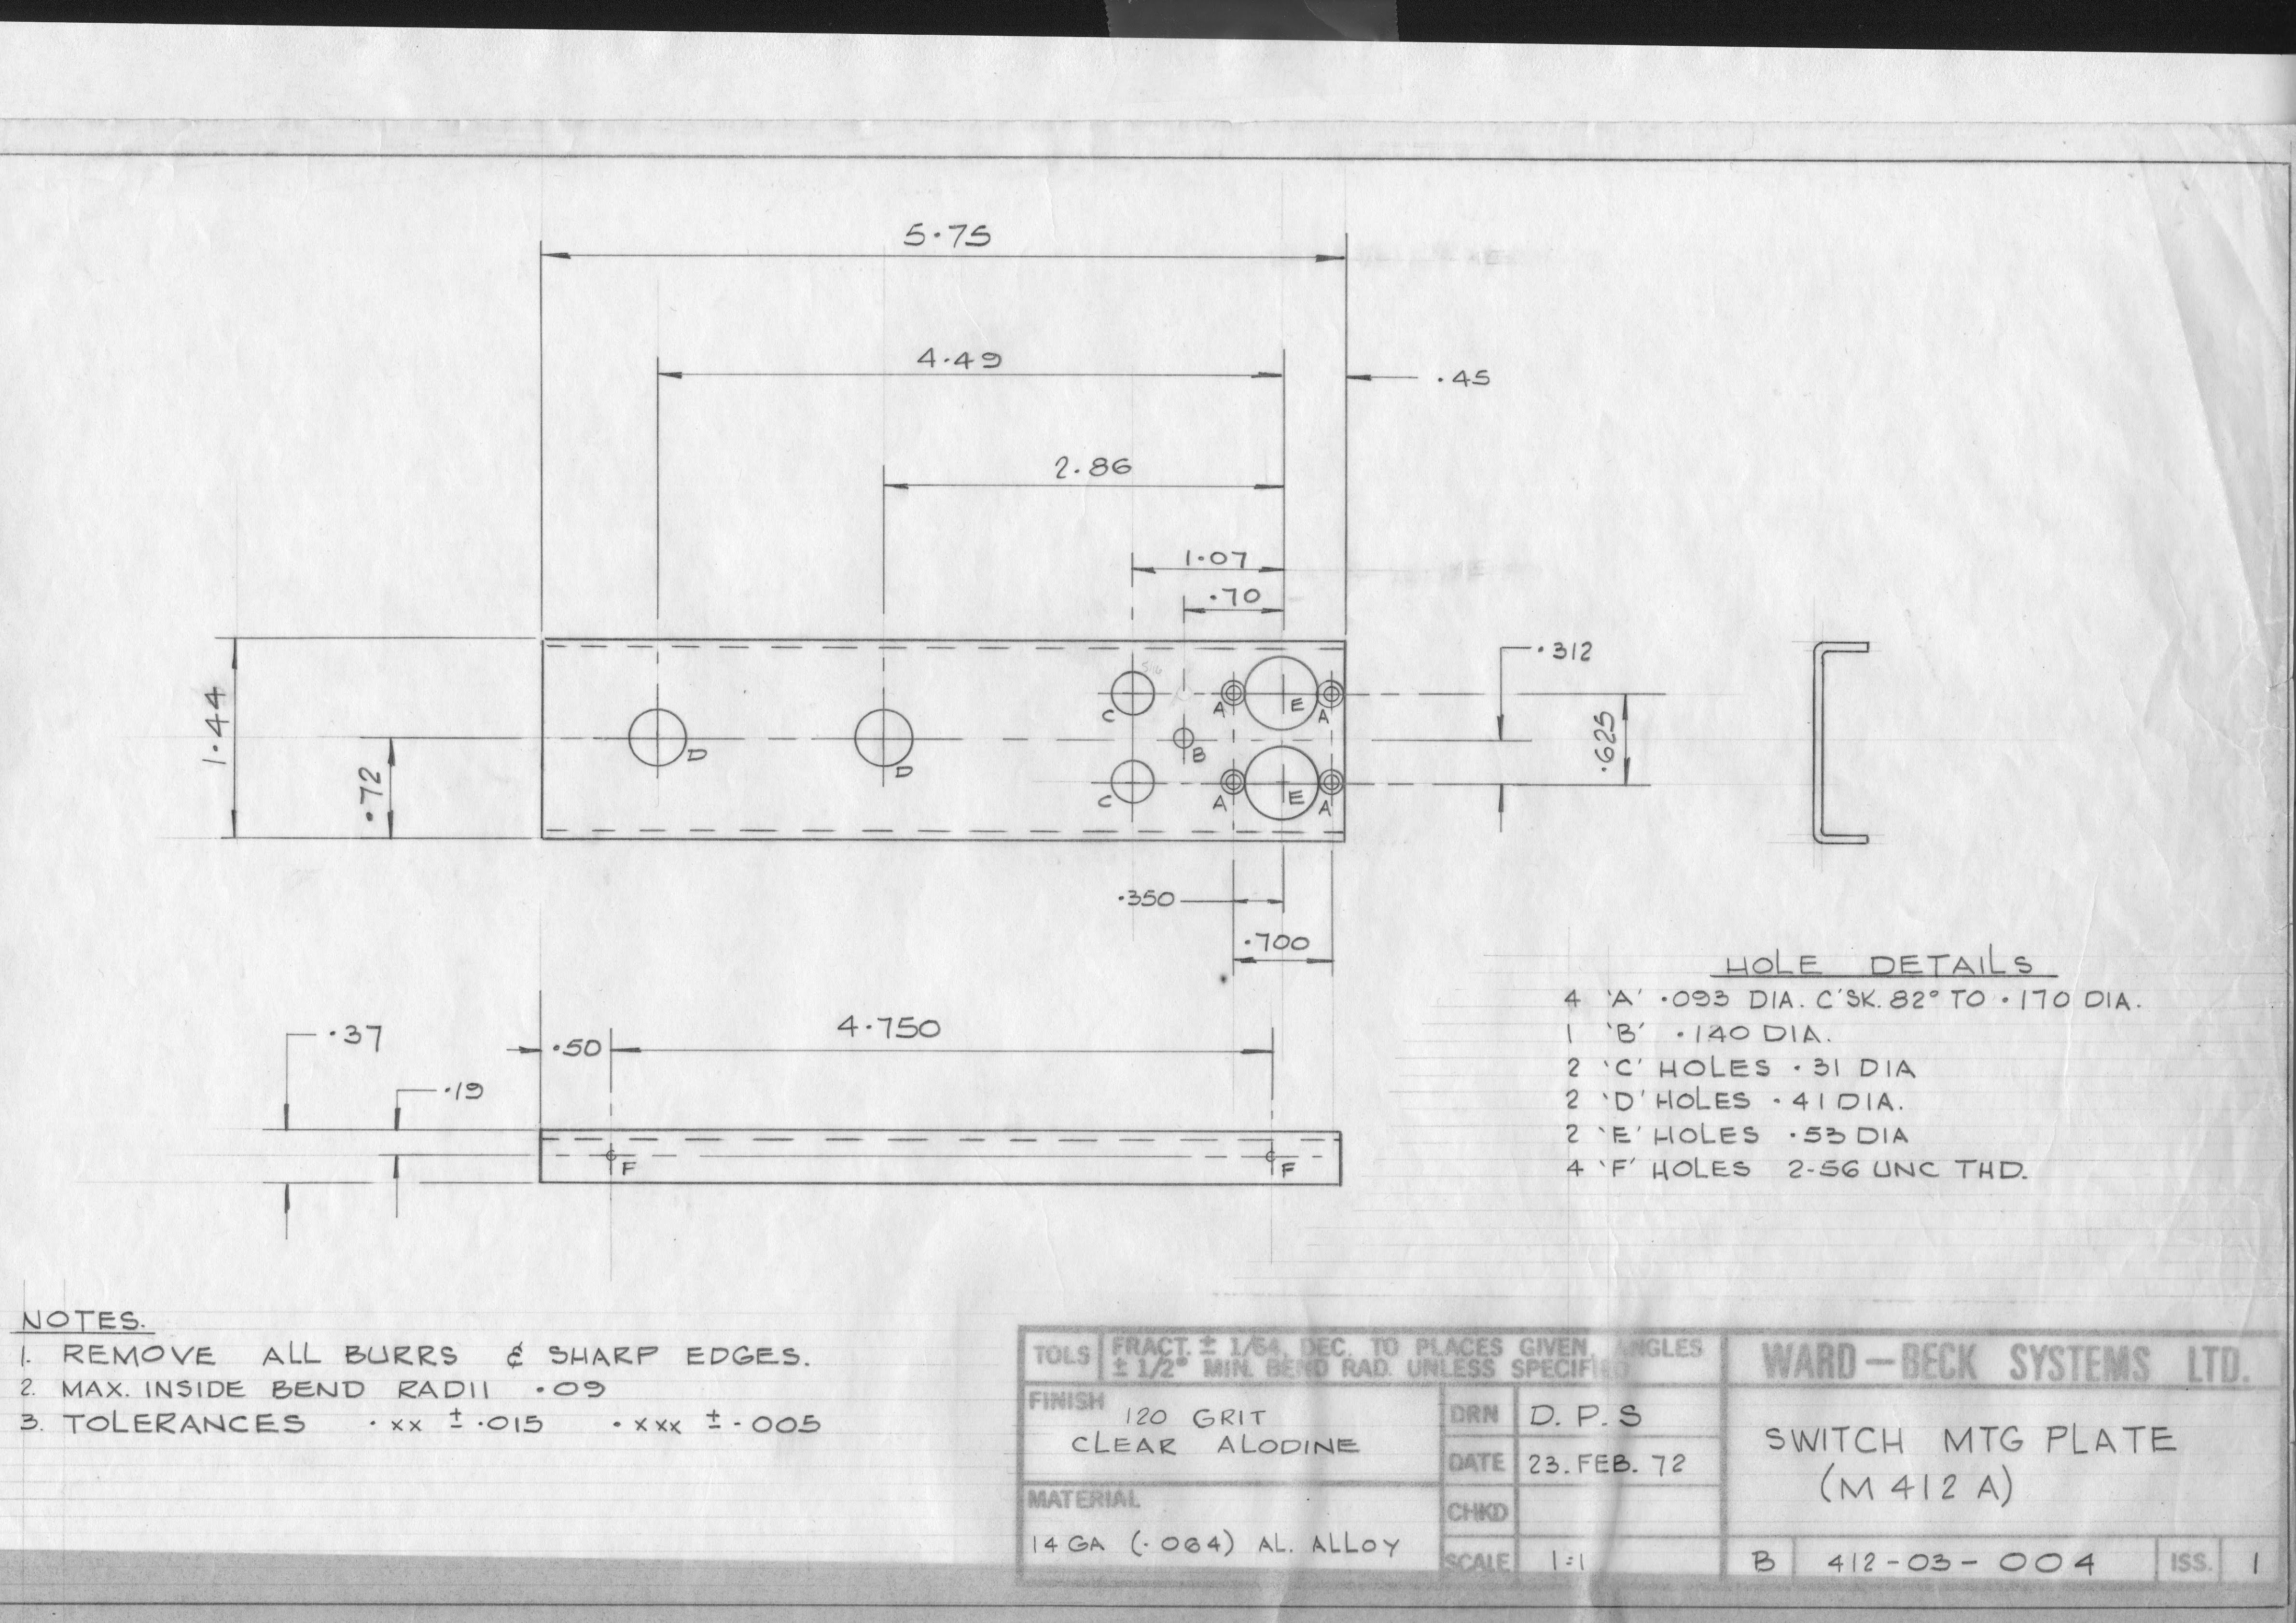 5.75
4.49
.45
2.86
1.07
.70
.312
1.44
.72
.625
C
A
E
A
D
D
B
C
A
E
A
.350
.700
HOLE DETAILS
4 'A' .093 DIA. C'SK. 82° TO .170 DIA.
1 'B' .140 DIA.
2 'C' HOLES .31 DIA
2 'D' HOLES .41 DIA.
2 'E' HOLES .53 DIA
4 'F' HOLES 2-56 UNC THD.
.37
.50
4.750
.19
F
F
NOTES.
1. REMOVE ALL BURRS & SHARP EDGES.
2. MAX. INSIDE BEND RADII .09
3. TOLERANCES .xx ± .015 .xxx ± .005
TOLS
FRACT. ± 1/64, DEC. TO PLACES GIVEN, ANGLES
± 1/2° MIN. BEND RAD. UNLESS SPECIFIED
FINISH
120 GRIT
CLEAR ALODINE
MATERIAL
14 GA (.064) AL. ALLOY
DRN D.P.S
DATE 23.FEB.72
CHKD
SCALE 1:1
WARD-BECK SYSTEMS LTD.
SWITCH MTG PLATE
(M 412 A)
B 412-03-004 ISS. 1